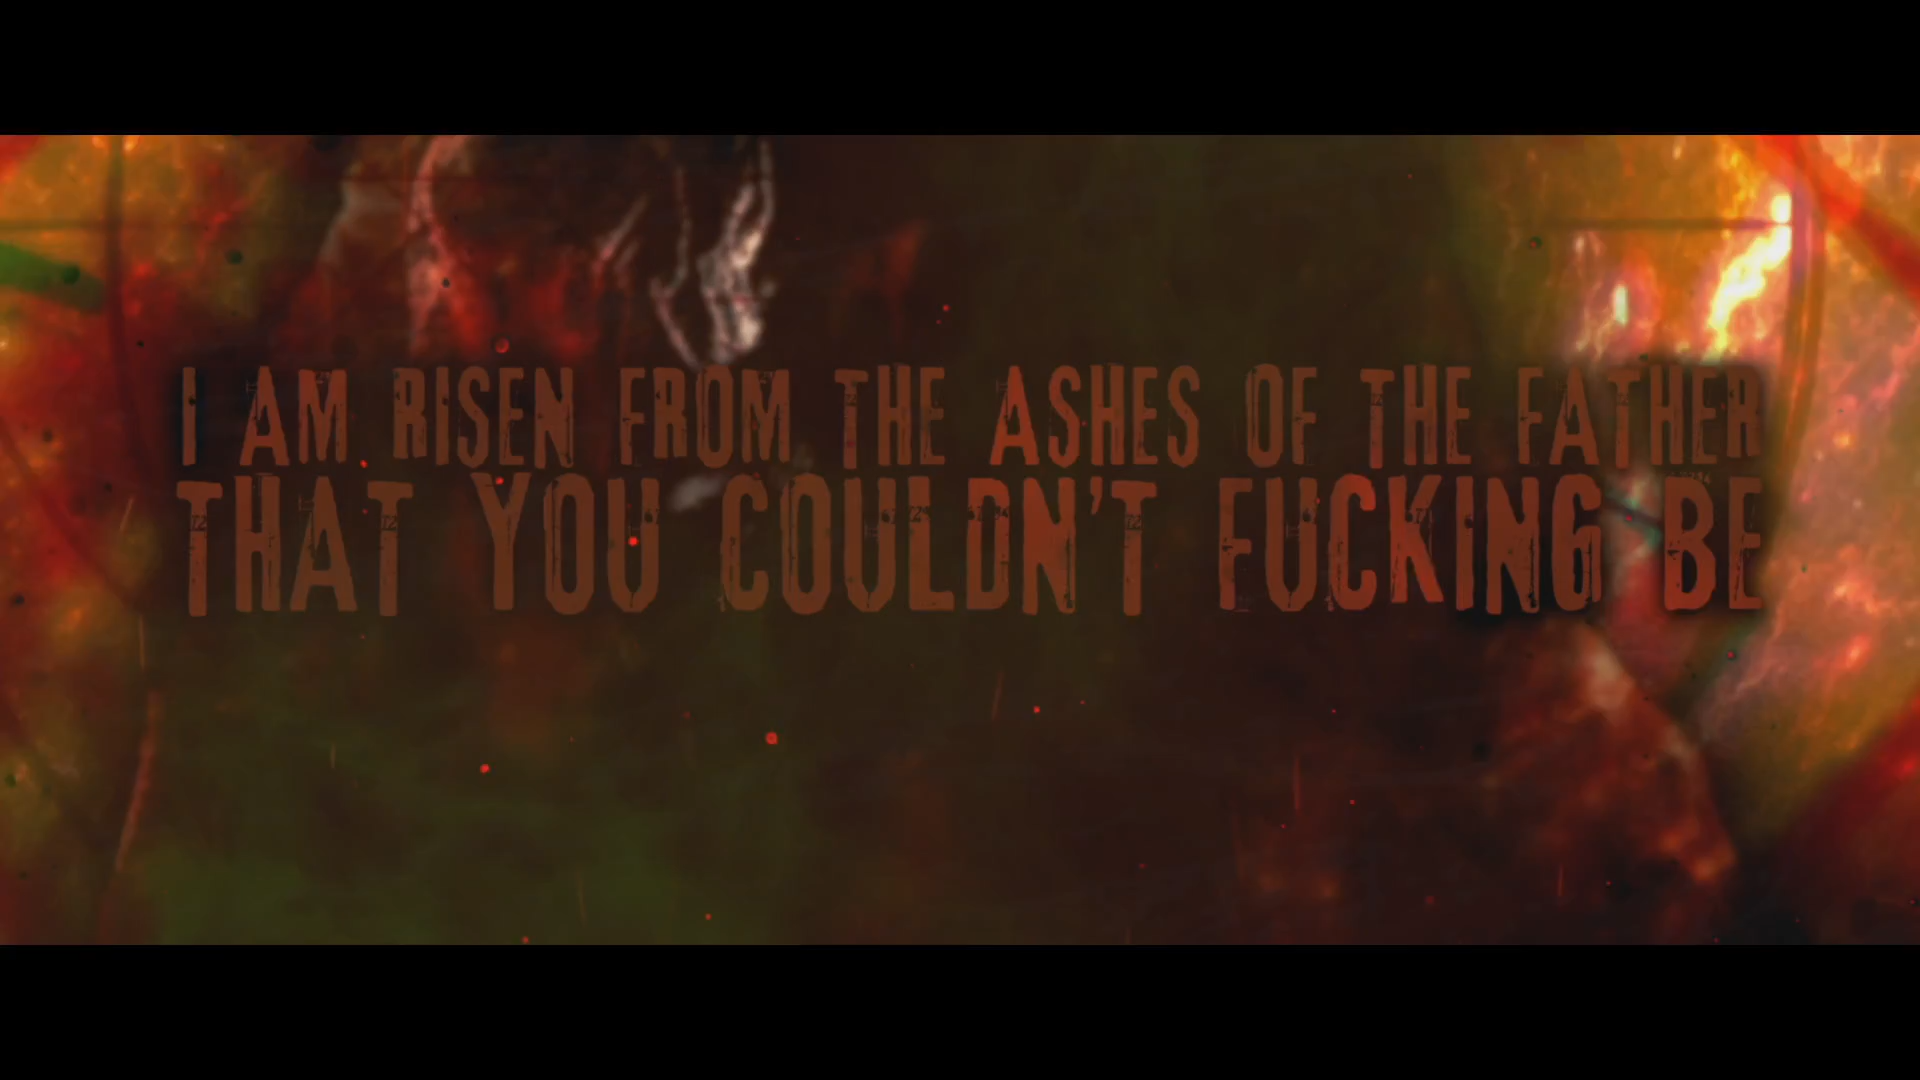 I AM RISEN FROM THE ASHES OF THE FATHER
THAT YOU COULDN'T FUCKING BE